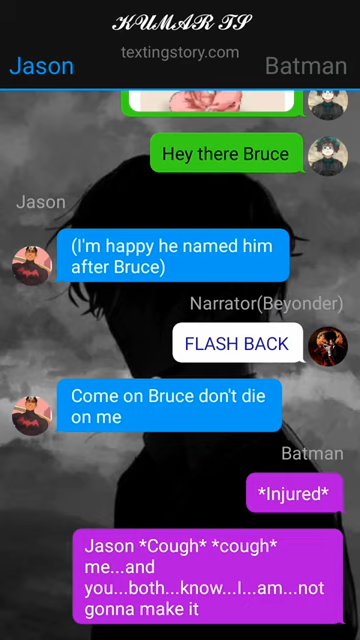 𝒦𝒰𝑀𝒜𝑅 𝒯𝒮
textingstory.com
Jason
Batman
Hey there Bruce
Jason
(I'm happy he named him
after Bruce)
Narrator(Beyonder)
FLASH BACK
Come on Bruce don't die
on me
Batman
*Injured*
Jason *Cough* *cough*
me...and
you...both...know...I...am...not
gonna make it